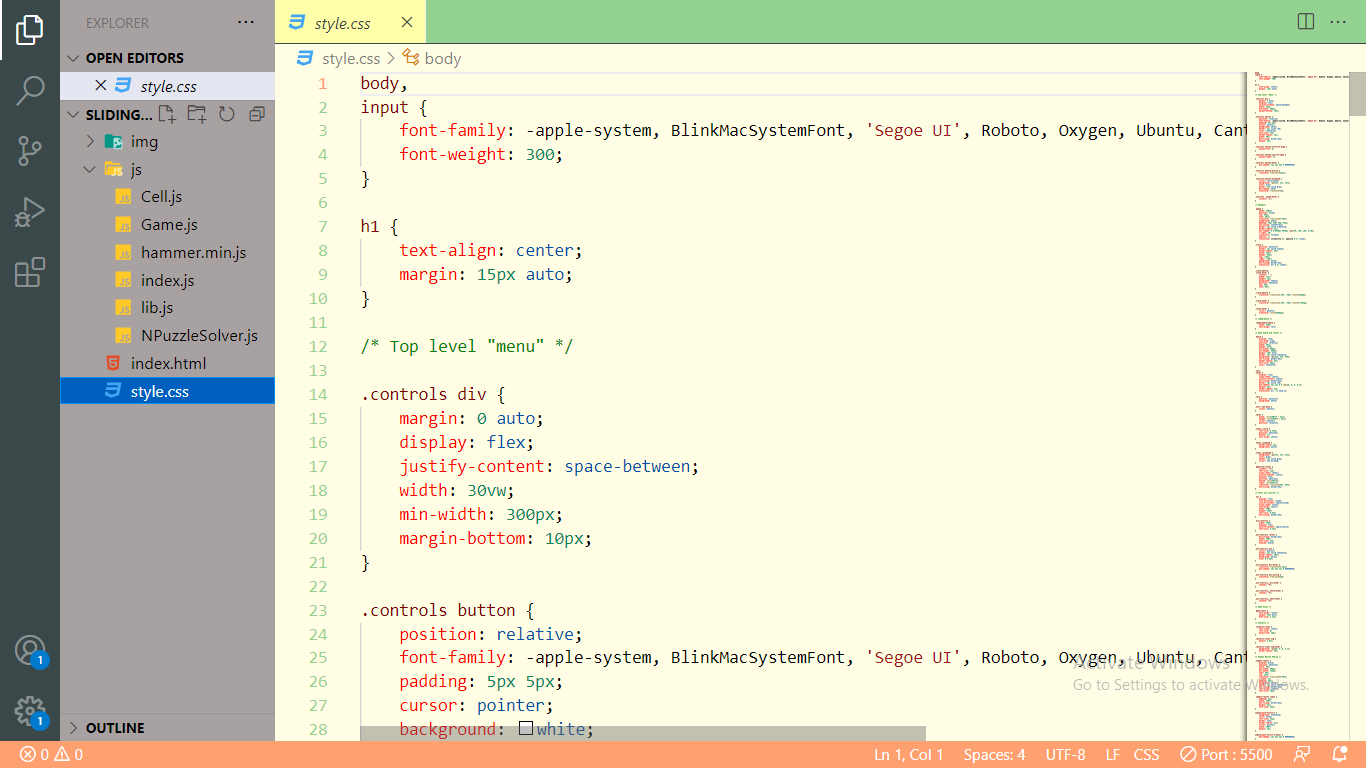 EXPLORER
OPEN EDITORS
style.css
SLIDING...
img
js
Cell.js
Game.js
hammer.min.js
index.js
lib.js
NPuzzleSolver.js
index.html
style.css
OUTLINE
1
1
style.css
style.css > body
1 body,
2 input {
3 font-family: -apple-system, BlinkMacSystemFont, 'Segoe UI', Roboto, Oxygen, Ubuntu, Cant
4 font-weight: 300;
5 }
6
7 h1 {
8 text-align: center;
9 margin: 15px auto;
10 }
11
12 /* Top level "menu" */
13
14 .controls div {
15 margin: 0 auto;
16 display: flex;
17 justify-content: space-between;
18 width: 30vw;
19 min-width: 300px;
20 margin-bottom: 10px;
21 }
22
23 .controls button {
24 position: relative;
25 font-family: -apple-system, BlinkMacSystemFont, 'Segoe UI', Roboto, Oxygen, Ubuntu, Cant
26 padding: 5px 5px;
27 cursor: pointer;
28 background: white;
Activate Windows
Go to Settings to activate Windows.
0 0 Ln 1, Col 1 Spaces: 4 UTF-8 LF CSS Port : 5500